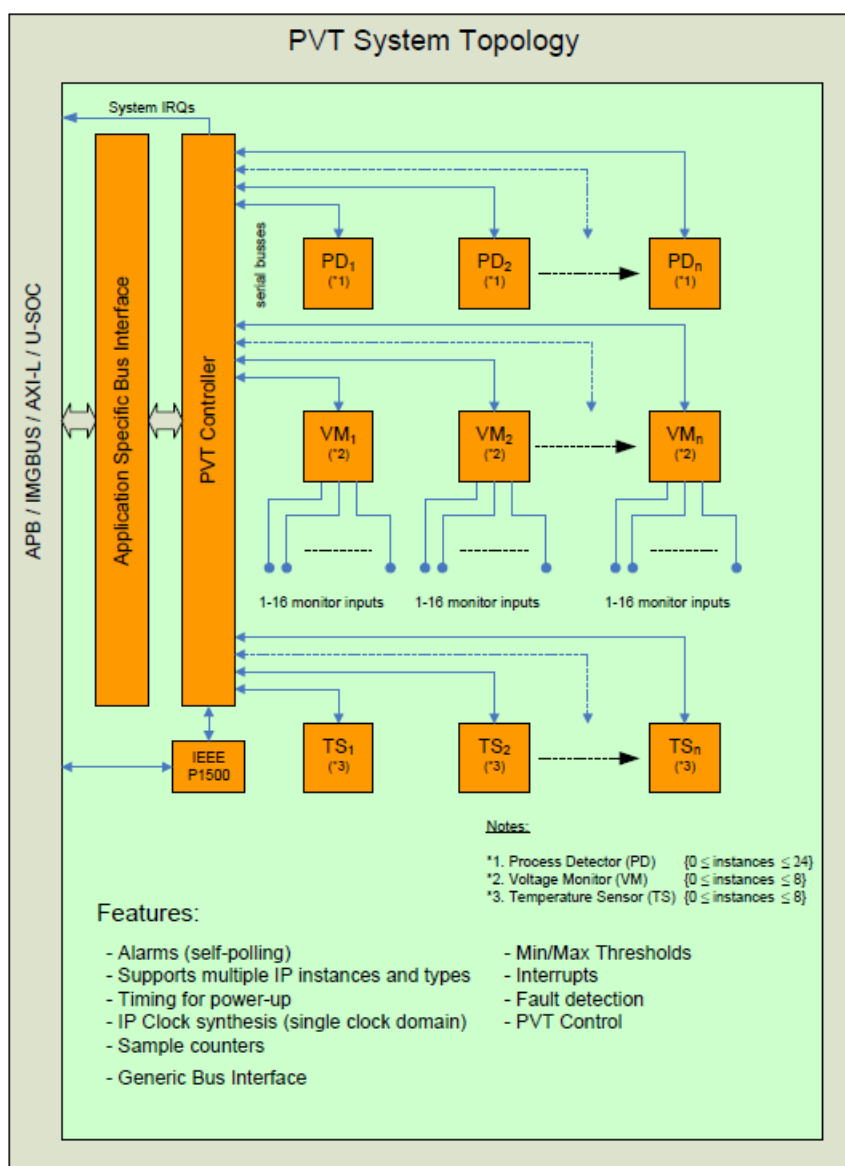 PVT System Topology
System IRQs
APB / IMGBUS / AXI-L / U-SOC
Application Specific Bus Interface
PVT Controller
serial busses
PD1
(*1)
PD2
(*1)
PDn
(*1)
VM1
(*2)
VM2
(*2)
VMn
(*2)
1-16 monitor inputs
1-16 monitor inputs
1-16 monitor inputs
IEEE
P1500
TS1
(*3)
TS2
(*3)
TSn
(*3)
Notes:
*1. Process Detector (PD) {0 ≤ instances ≤ 24}
*2. Voltage Monitor (VM) {0 ≤ instances ≤ 8}
*3. Temperature Sensor (TS) {0 ≤ instances ≤ 8}
Features:
- Alarms (self-polling)
- Supports multiple IP instances and types
- Timing for power-up
- IP Clock synthesis (single clock domain)
- Sample counters
- Generic Bus Interface
- Min/Max Thresholds
- Interrupts
- Fault detection
- PVT Control